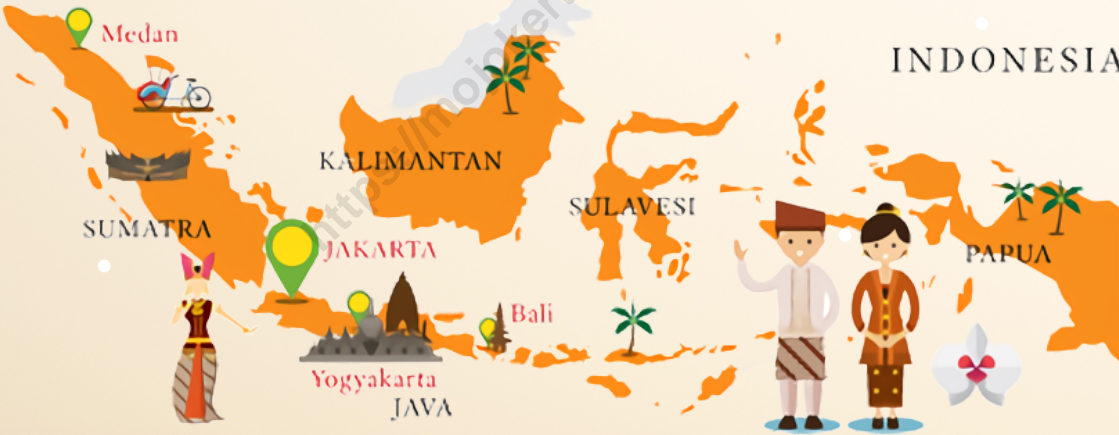 Medan
INDONESIA
KALIMANTAN
SUMATRA
SULAVESI
JAKARTA
PAPUA
Bali
Yogyakarta
JAVA